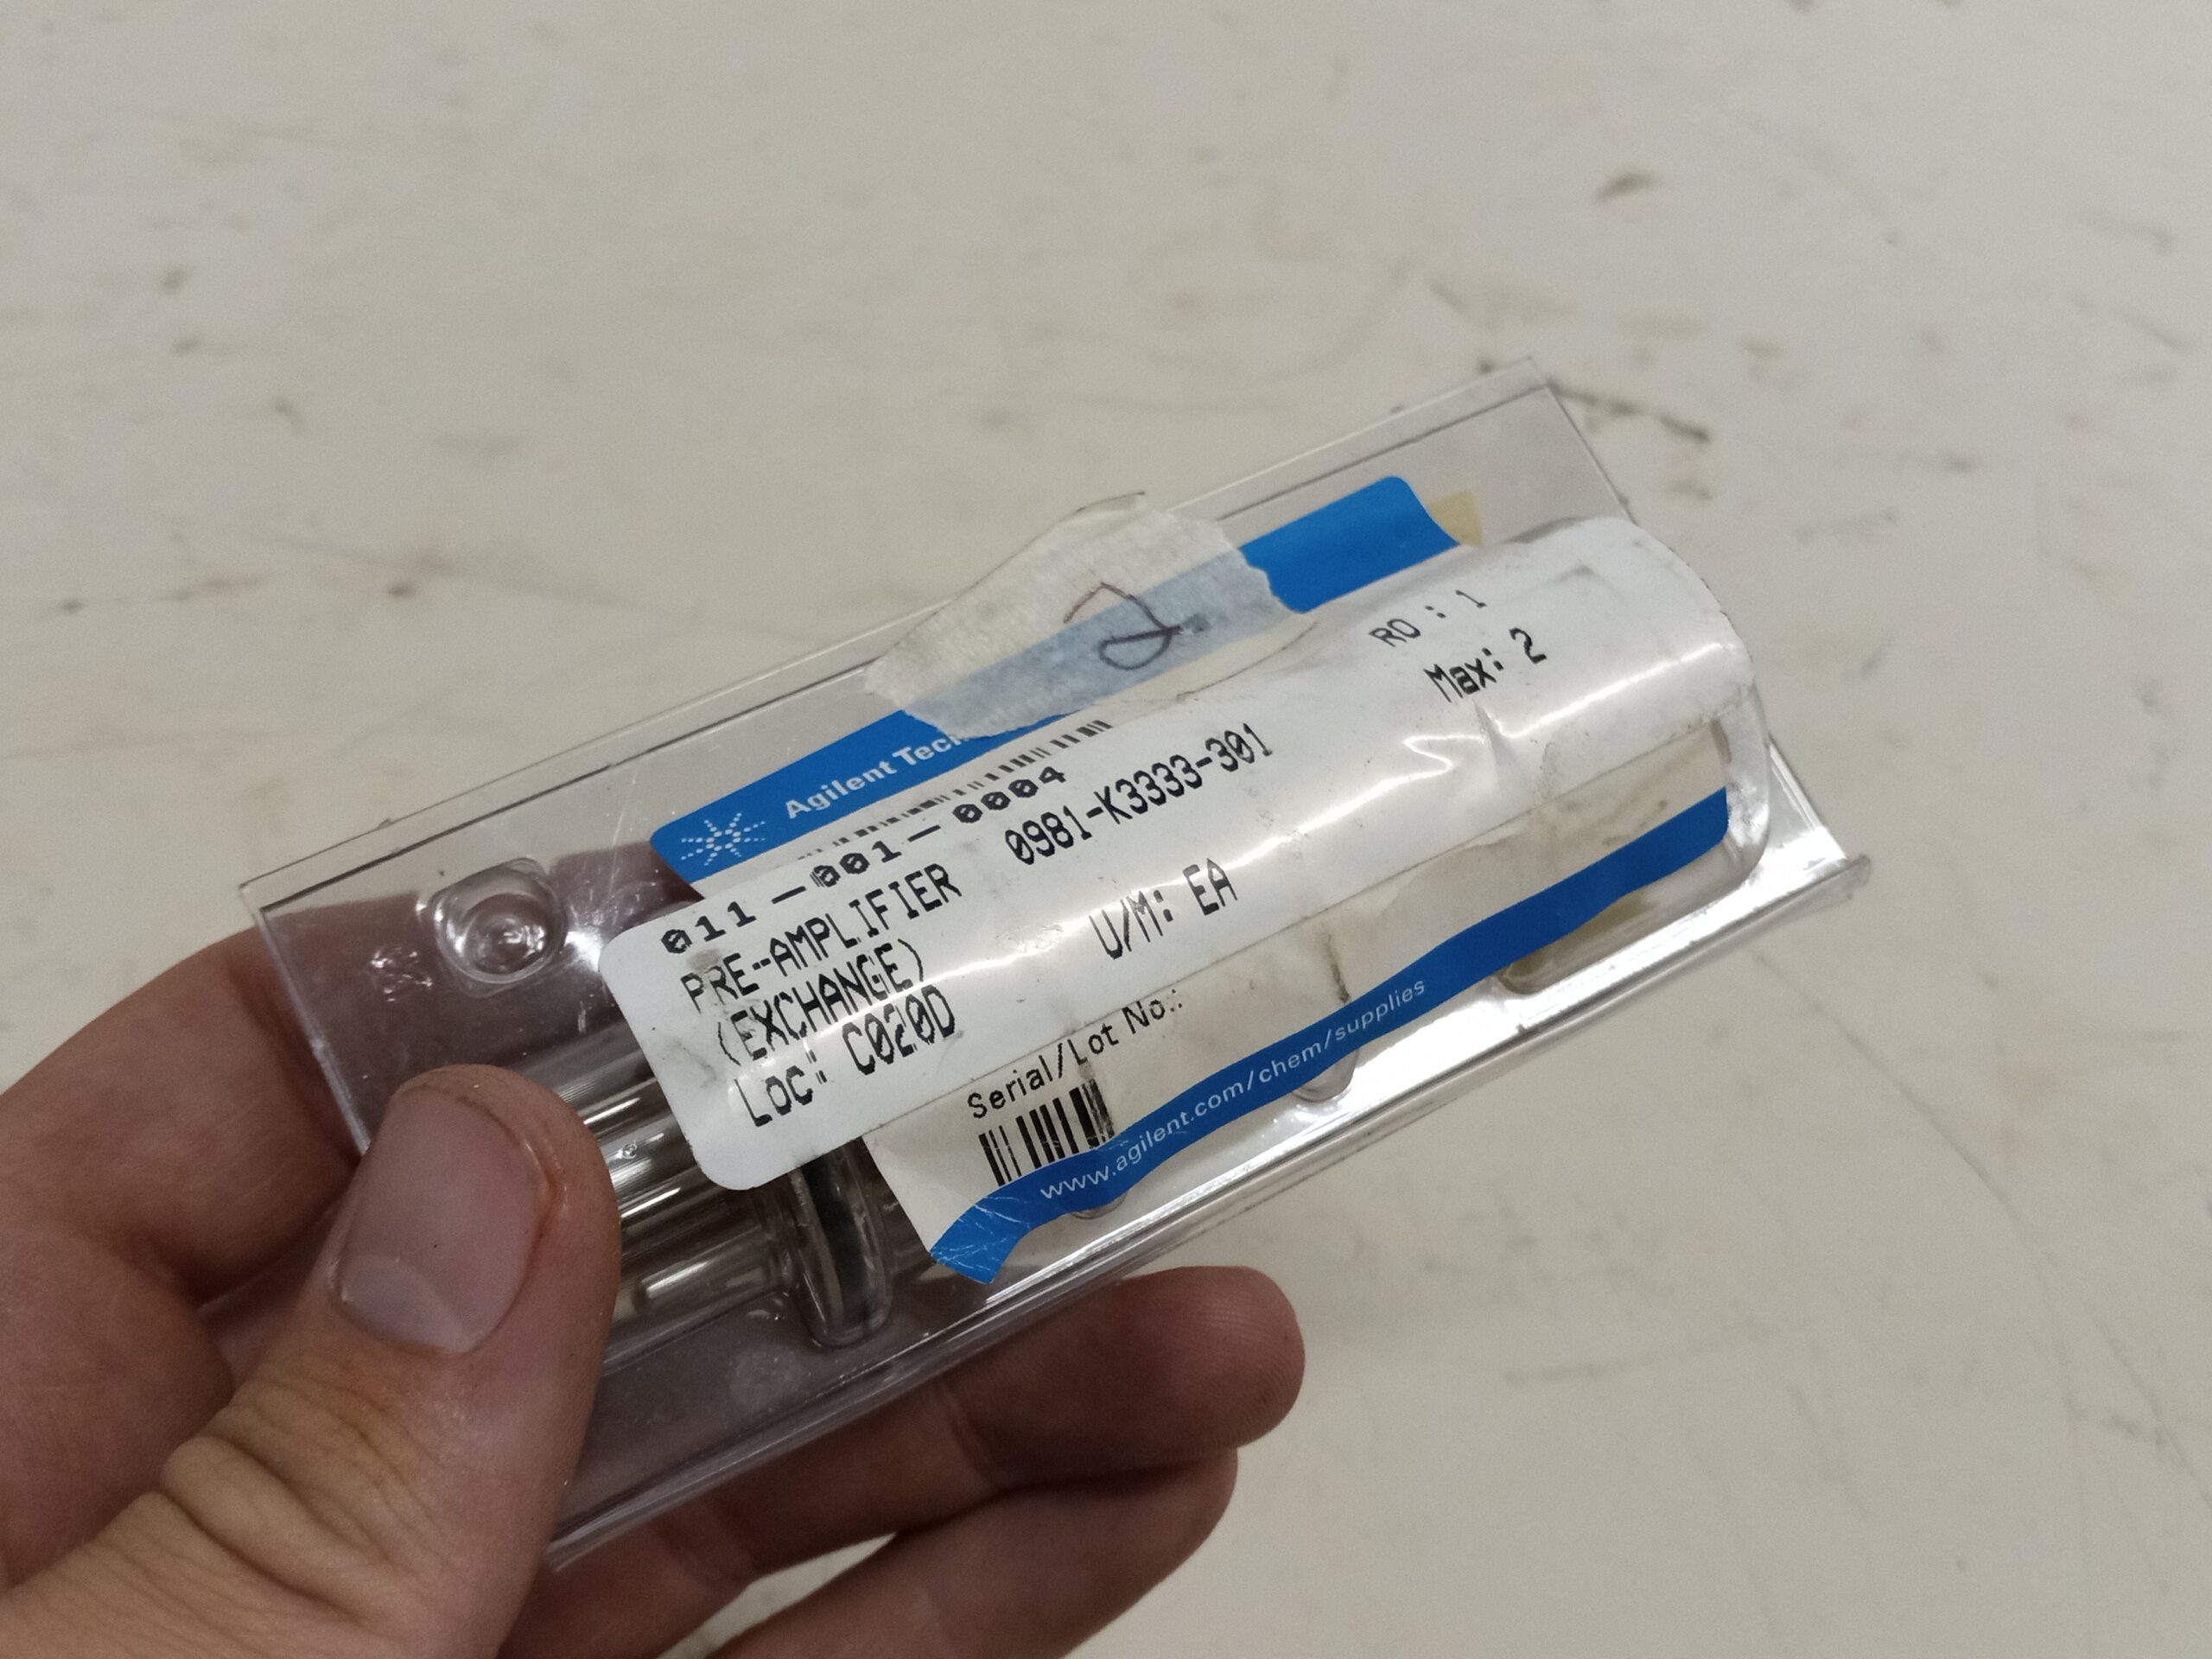 2
Agilent Tec
RO : 1
Max: 2
011-001-0004
PRE-AMPLIFIER 0981-K3333-301
(EXCHANGE) U/M: EA
Loc: C020D
Serial/Lot No.:
www.agilent.com/chem/supplies